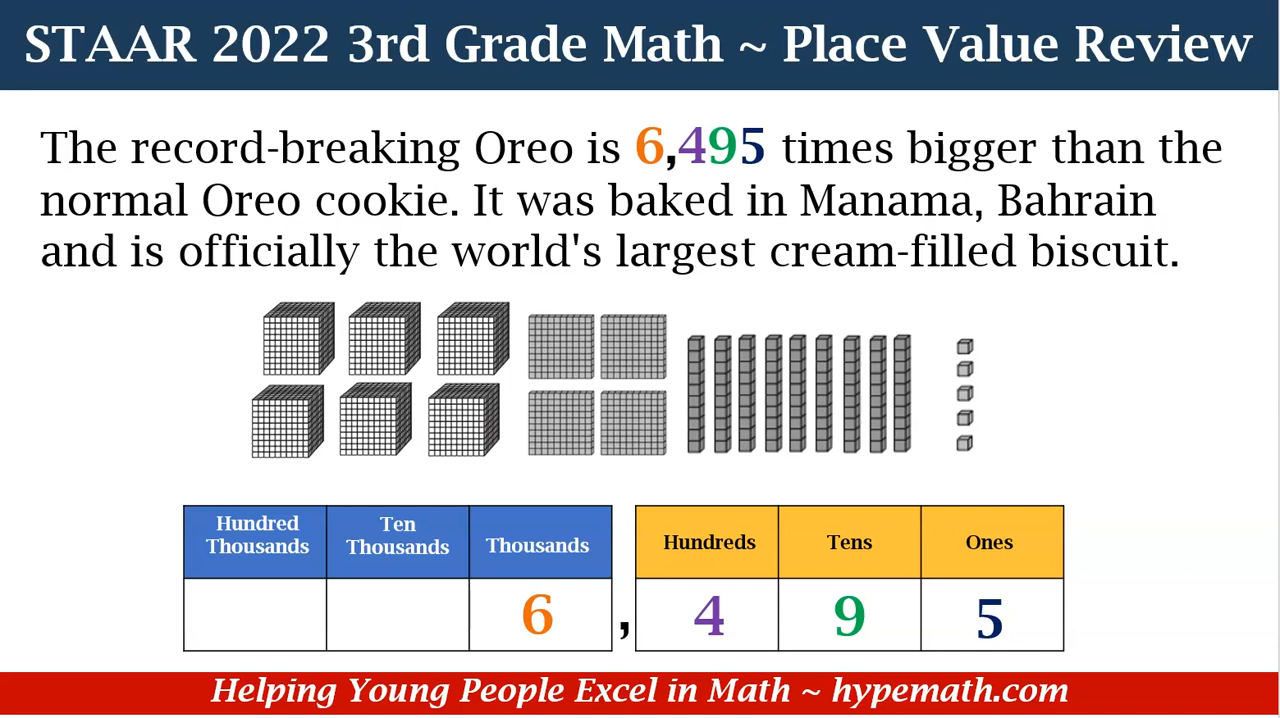 STAAR 2022 3rd Grade Math ~ Place Value Review
The record-breaking Oreo is 6,495 times bigger than the
normal Oreo cookie. It was baked in Manama, Bahrain
and is officially the world's largest cream-filled biscuit.
Hundred Thousands Ten Thousands Thousands Hundreds Tens Ones
6 , 4 9 5
Helping Young People Excel in Math ~ hypemath.com